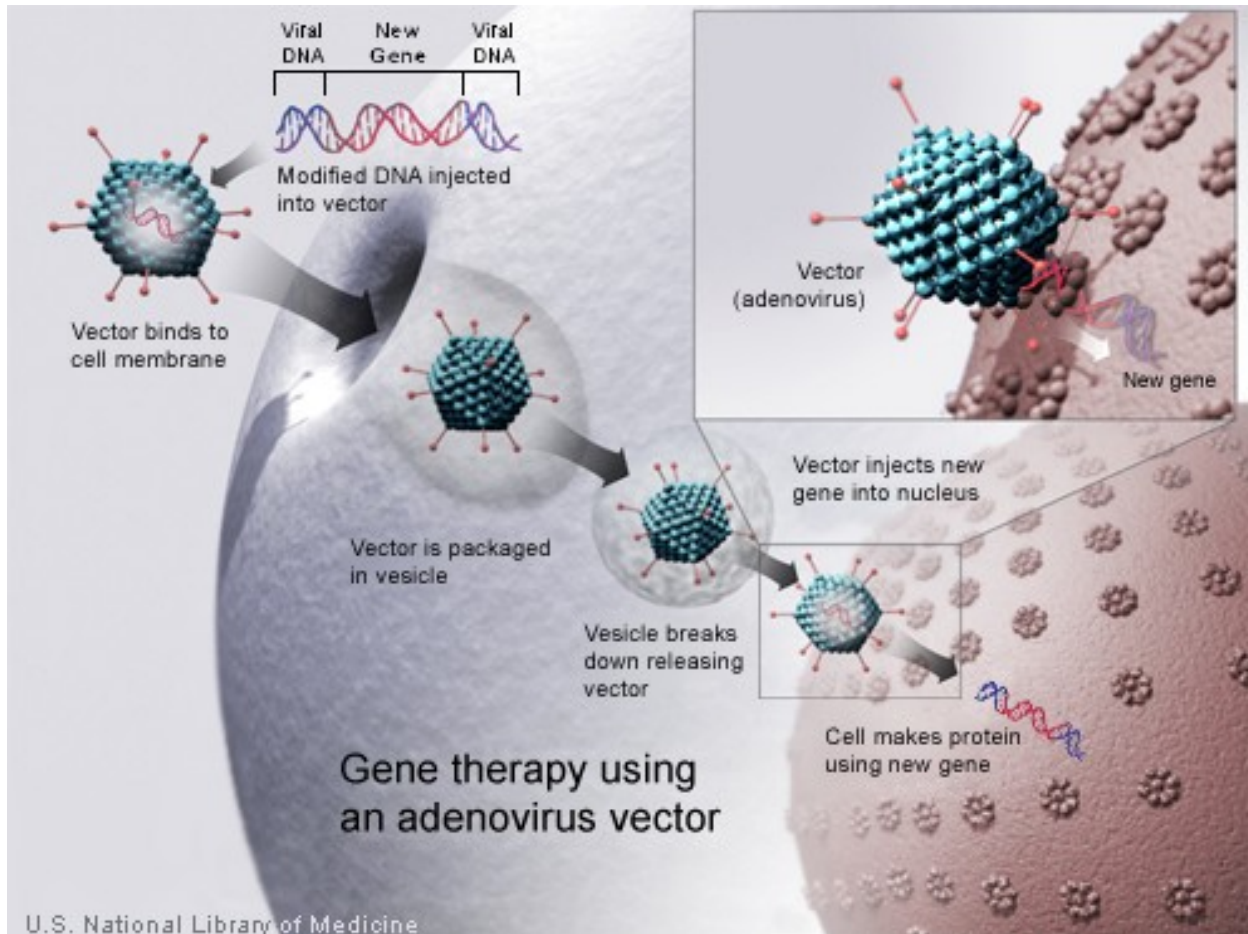 Viral DNA
New Gene
Viral DNA
Modified DNA injected
into vector
Vector binds to
cell membrane
Vector
(adenovirus)
New gene
Vector injects new
gene into nucleus
Vector is packaged
in vesicle
Vesicle breaks
down releasing
vector
Cell makes protein
using new gene
Gene therapy using
an adenovirus vector
U.S. National Library of Medicine